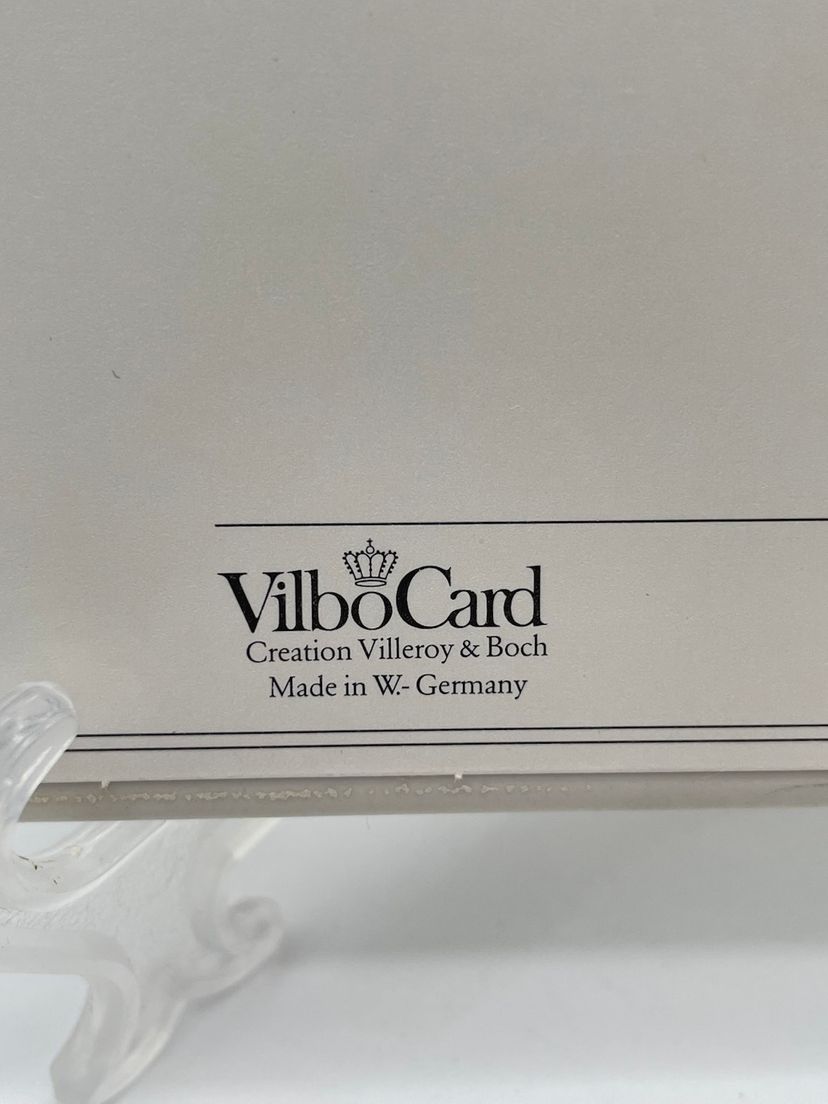 VilboCard
Creation Villeroy & Boch
Made in W.- Germany